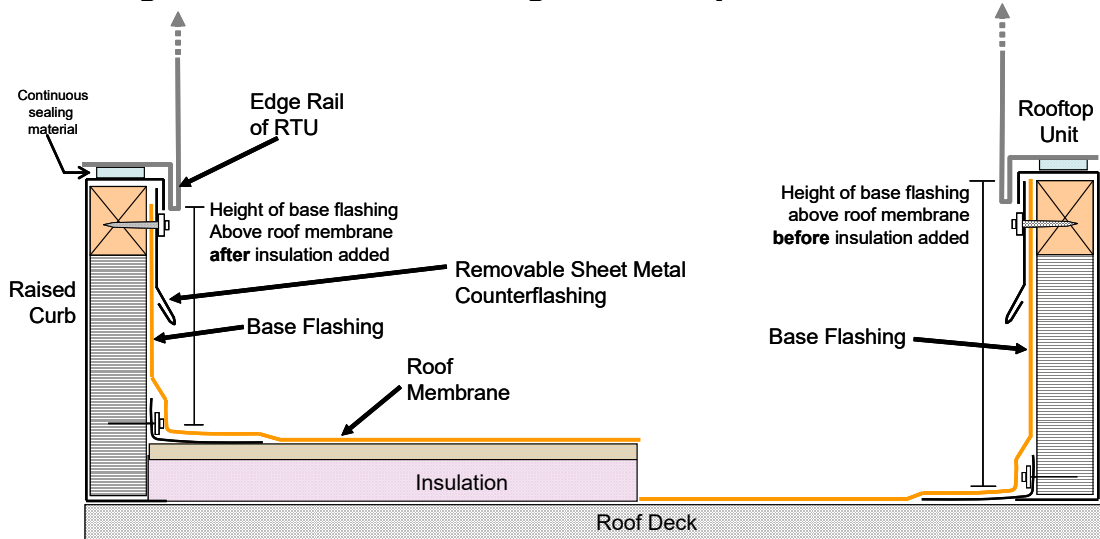 Continuous
sealing
material
Edge Rail
of RTU
Rooftop
Unit
Height of base flashing
Above roof membrane
after insulation added
Height of base flashing
above roof membrane
before insulation added
Removable Sheet Metal
Counterflashing
Raised
Curb
Base Flashing
Base Flashing
Roof
Membrane
Insulation
Roof Deck